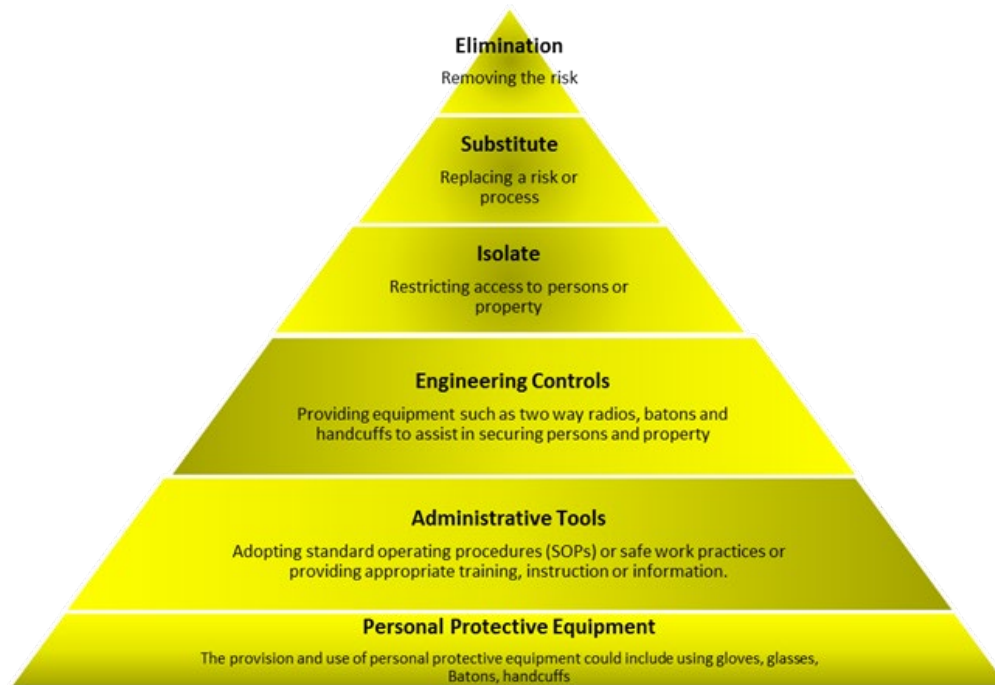 Elimination
Removing the risk
Substitute
Replacing a risk or
process
Isolate
Restricting access to persons or
property
Engineering Controls
Providing equipment such as two way radios, batons and
handcuffs to assist in securing persons and property
Administrative Tools
Adopting standard operating procedures (SOPs) or safe work practices or
providing appropriate training, instruction or information.
Personal Protective Equipment
The provision and use of personal protective equipment could include using gloves, glasses,
Batons, handcuffs